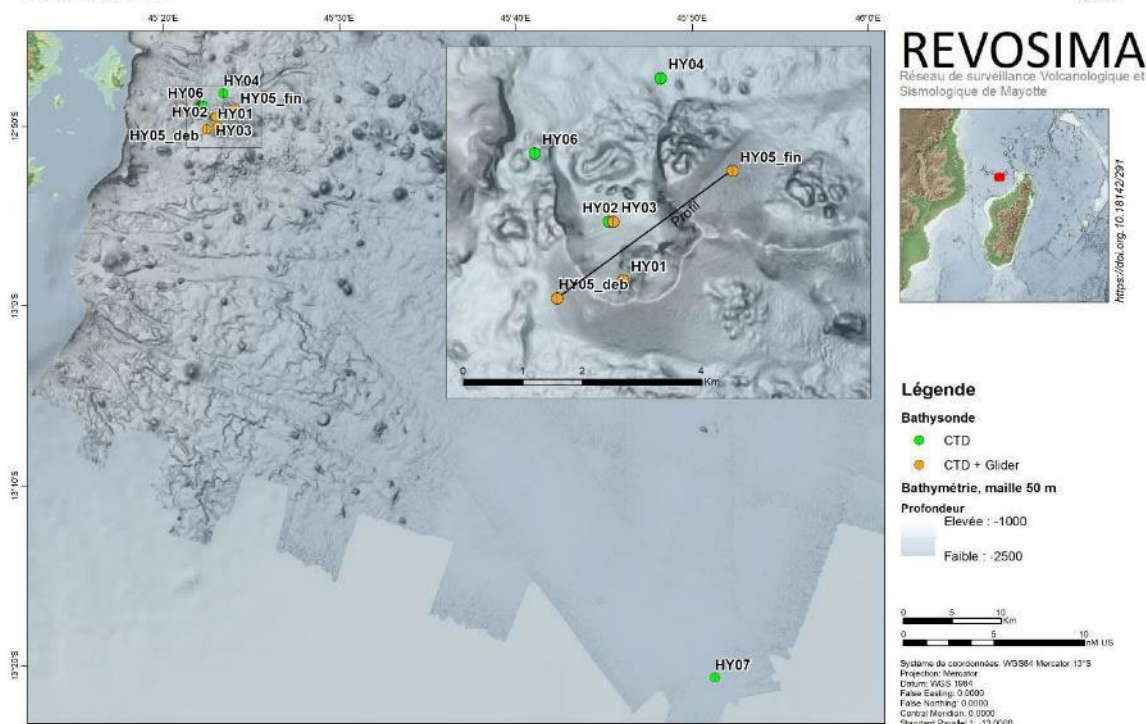 45°20'E 45°30'E 45°40'E 45°50'E 46°0'E
12°50'S
13°0'S
13°10'S
13°20'S
HY04
HY06
HY05_fin
HY02
HY01
HY05_deb
HY03
HY07
HY04
HY06
HY05_fin
HY02 HY03
Profil
HY01
HY05_deb
0 1 2 4
Km
REVOSIMA
Réseau de surveillance Volcanologique et
Sismologique de Mayotte
https://doi.org.10.18142/291
Légende
Bathysonde
CTD
CTD + Glider
Bathymétrie, maille 50 m
Profondeur
Elevée : -1000
Faible : -2500
0 5 10
Km
0 5 10
nM US
Système de coordonnées: WGS84 Mercator 13°S
Projection: Mercator
Datum: WGS 1984
False Easting: 0.0000
False Northing: 0.0000
Central Meridian: 0.0000
Standard Parallel 1: -13.0000